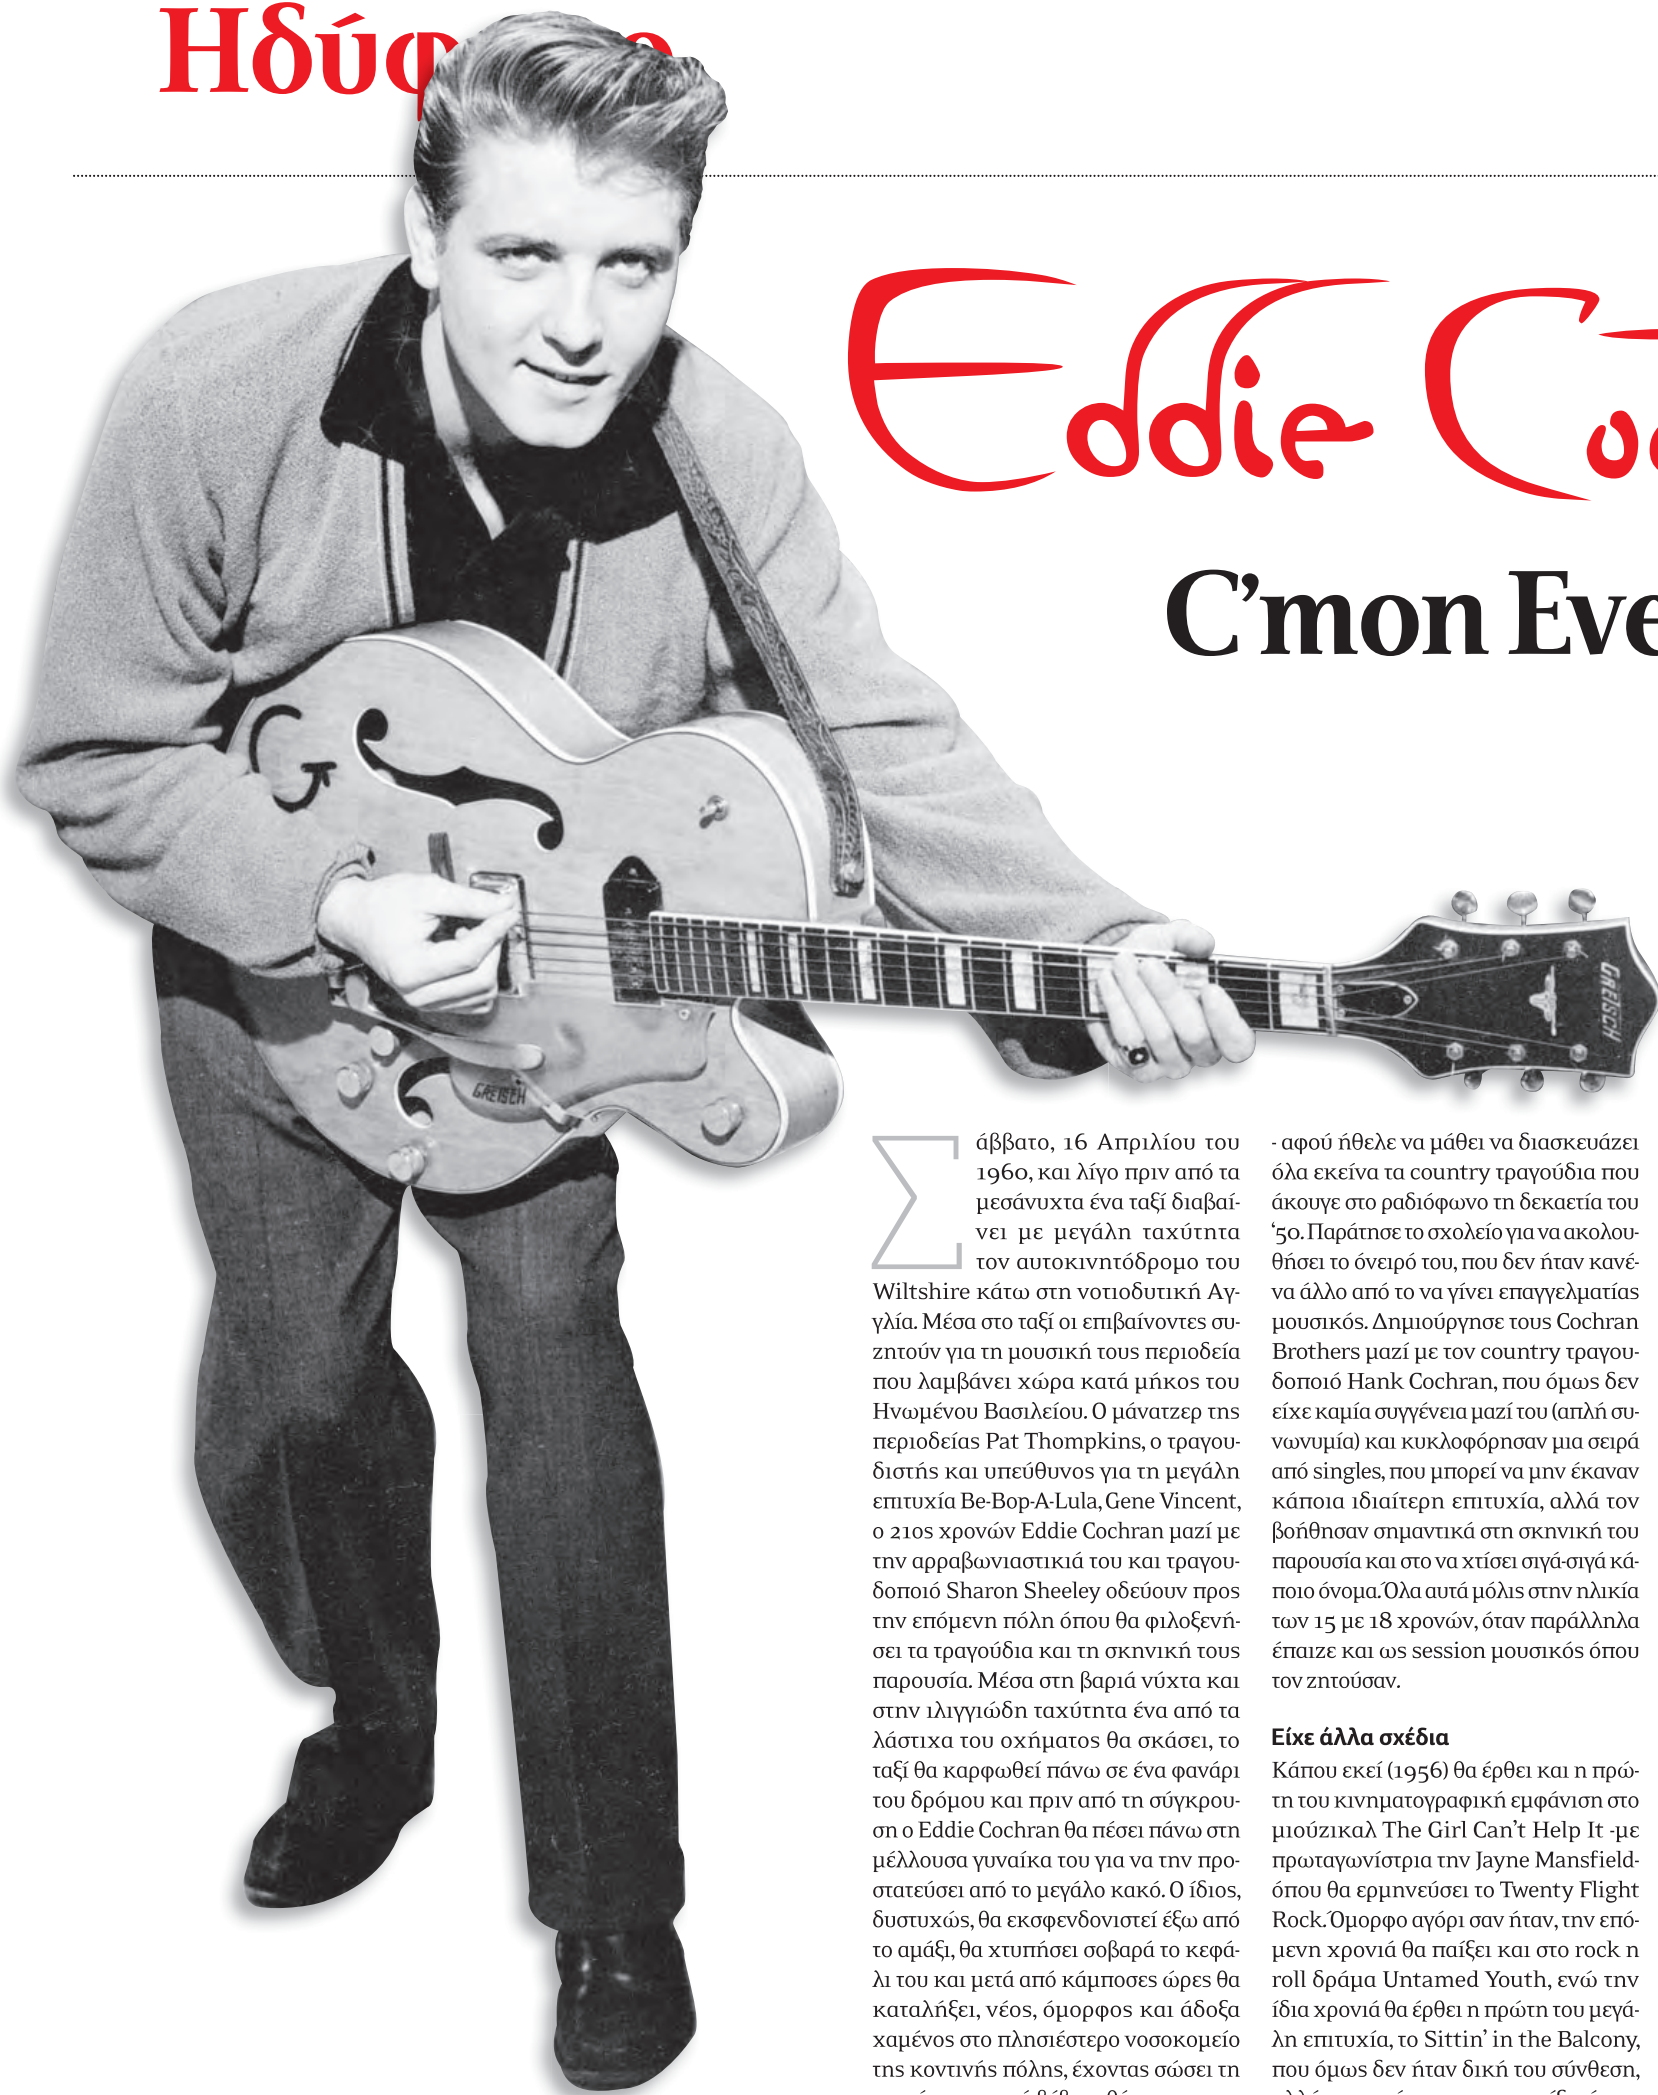 Eddie
C’mon
GRETSCH
GRETSCH
Σάββατο, 16 Απριλίου του
1960, και λίγο πριν από τα
μεσάνυχτα ένα ταξί διαβαί-
νει με μεγάλη ταχύτητα
τον αυτοκινητόδρομο του
Wiltshire κάτω στη νοτιοδυτική Αγ-
γλία. Μέσα στο ταξί οι επιβαίνοντες συ-
ζητούν για τη μουσική τους περιοδεία
που λαμβάνει χώρα κατά μήκος του
Ηνωμένου Βασιλείου. Ο μάνατζερ της
περιοδείας Pat Thompkins, ο τραγου-
διστής και υπεύθυνος για τη μεγάλη
επιτυχία Be-Bop-A-Lula, Gene Vincent,
ο 21ος χρονών Eddie Cochran μαζί με
την αρραβωνιαστικιά του και τραγου-
δοποιό Sharon Sheeley οδεύουν προς
την επόμενη πόλη όπου θα φιλοξενή-
σει τα τραγούδια και τη σκηνική τους
παρουσία. Μέσα στη βαριά νύχτα και
στην ιλιγγιώδη ταχύτητα ένα από τα
λάστιχα του οχήματος θα σκάσει, το
ταξί θα καρφωθεί πάνω σε ένα φανάρι
του δρόμου και πριν από τη σύγκρου-
ση ο Eddie Cochran θα πέσει πάνω στη
μέλλουσα γυναίκα του για να την προ-
στατεύσει από το μεγάλο κακό. Ο ίδιος,
δυστυχώς, θα εκσφενδονιστεί έξω από
το αμάξι, θα χτυπήσει σοβαρά το κεφά-
λι του και μετά από κάμποσες ώρες θα
καταλήξει, νέος, όμορφος και άδοξα
χαμένος στο πλησιέστερο νοσοκομείο
της κοντινής πόλης, έχοντας σώσει τη
- αφού ήθελε να μάθει να διασκευάζει
όλα εκείνα τα country τραγούδια που
άκουγε στο ραδιόφωνο τη δεκαετία του
‘50. Παράτησε το σχολείο για να ακολου-
θήσει το όνειρό του, που δεν ήταν κανέ-
να άλλο από το να γίνει επαγγελματίας
μουσικός. Δημιούργησε τους Cochran
Brothers μαζί με τον country τραγου-
δοποιό Hank Cochran, που όμως δεν
είχε καμία συγγένεια μαζί του (απλή συ-
νωνυμία) και κυκλοφόρησαν μια σειρά
από singles, που μπορεί να μην έκαναν
κάποια ιδιαίτερη επιτυχία, αλλά τον
βοήθησαν σημαντικά στη σκηνική του
παρουσία και στο να χτίσει σιγά-σιγά κά-
ποιο όνομα. Όλα αυτά μόλις στην ηλικία
των 15 με 18 χρονών, όταν παράλληλα
έπαιζε και ως session μουσικός όπου
τον ζητούσαν.
Είχε άλλα σχέδια
Κάπου εκεί (1956) θα έρθει και η πρώ-
τη του κινηματογραφική εμφάνιση στο
μιούζικαλ The Girl Can’t Help It -με
πρωταγωνίστρια την Jayne Mansfield-
όπου θα ερμηνεύσει το Twenty Flight
Rock. Όμορφο αγόρι σαν ήταν, την επό-
μενη χρονιά θα παίξει και στο rock n
roll δράμα Untamed Youth, ενώ την
ίδια χρονιά θα έρθει η πρώτη του μεγά-
λη επιτυχία, το Sittin’ in the Balcony,
που όμως δεν ήταν δική του σύνθεση,